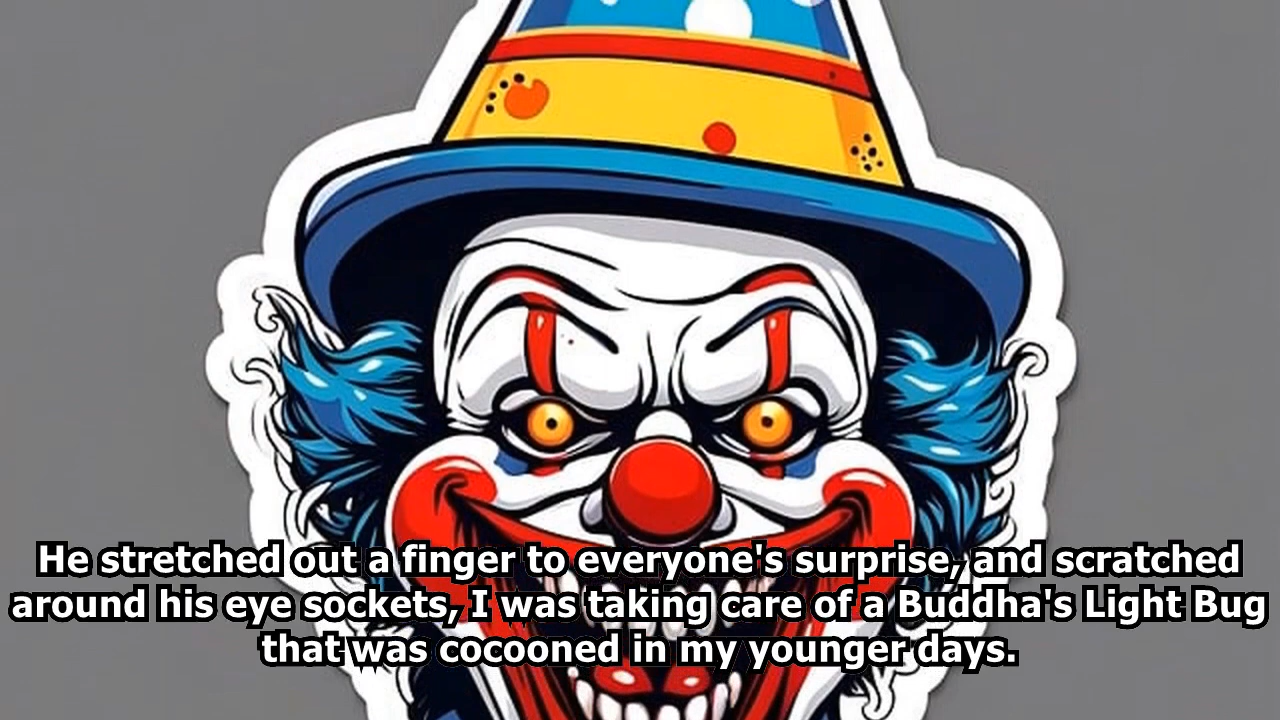 He stretched out a finger to everyone's surprise, and scratched
around his eye sockets, I was taking care of a Buddha's Light Bug
that was cocooned in my younger days.